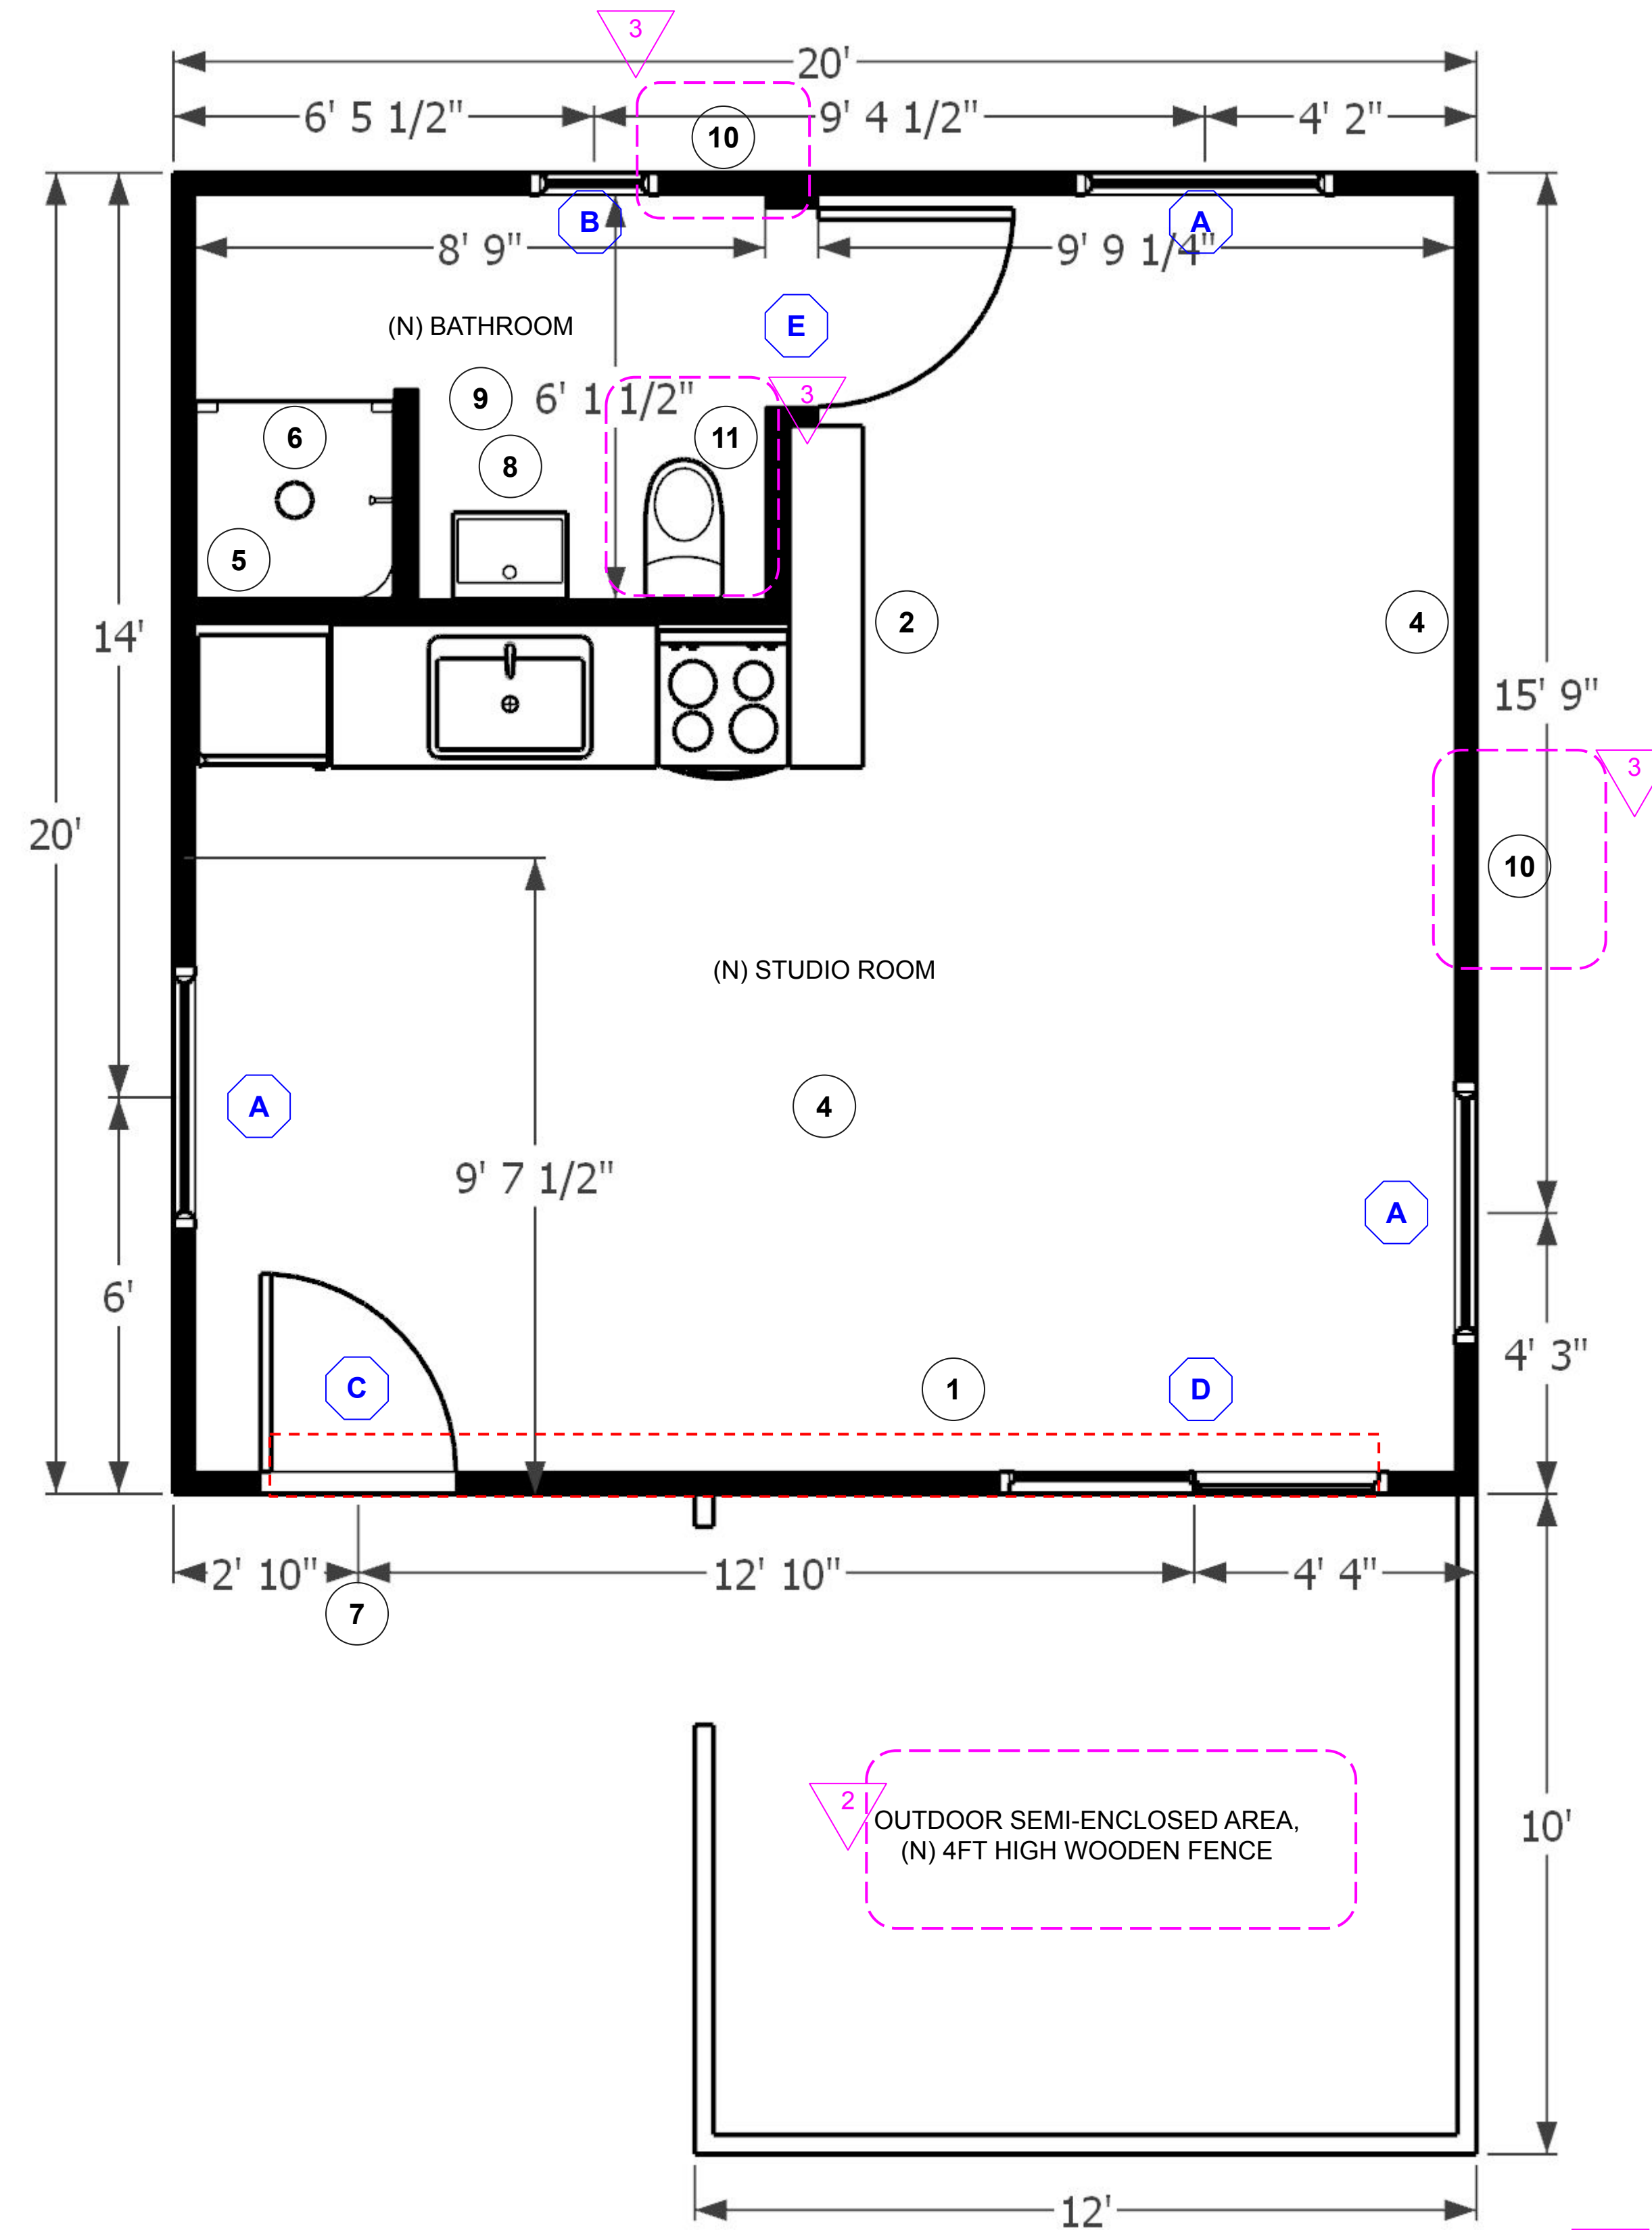 3
20'
6' 5 1/2"
10
9' 4 1/2"
4' 2"
B
A
8' 9"
9' 9 1/4"
(N) BATHROOM
E
9
6' 1 1/2"
3
6
11
8
5
2
4
14'
15' 9"
3
20'
10
(N) STUDIO ROOM
A
4
9' 7 1/2"
A
6'
4' 3"
C
1
D
2' 10"
12' 10"
4' 4"
7
2
OUTDOOR SEMI-ENCLOSED AREA,
(N) 4FT HIGH WOODEN FENCE
10'
12'